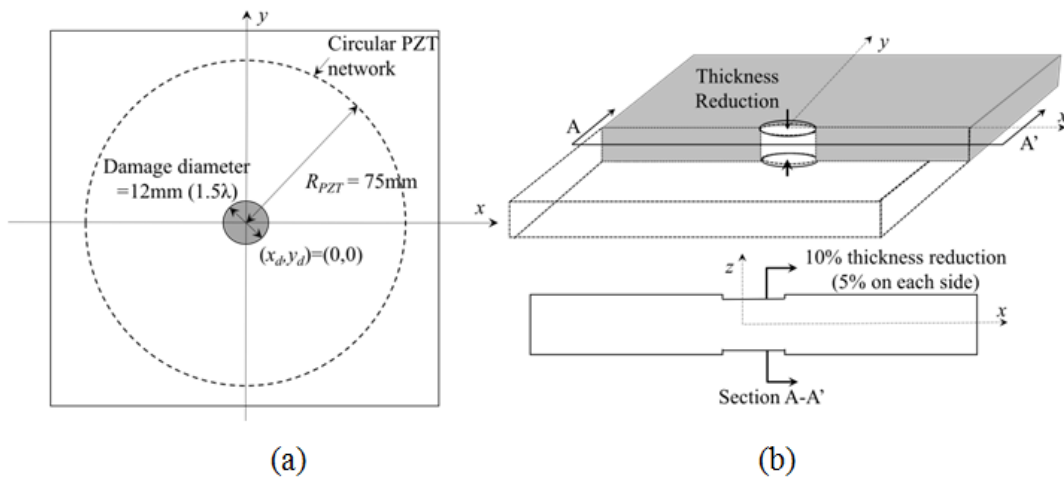 y
Circular PZT
network
Damage diameter
=12mm (1.5λ)
R_PZT = 75mm
x
(x_d,y_d)=(0,0)
(a)
y
Thickness
Reduction
A
x
A'
z
10% thickness reduction
(5% on each side)
x
Section A-A'
(b)